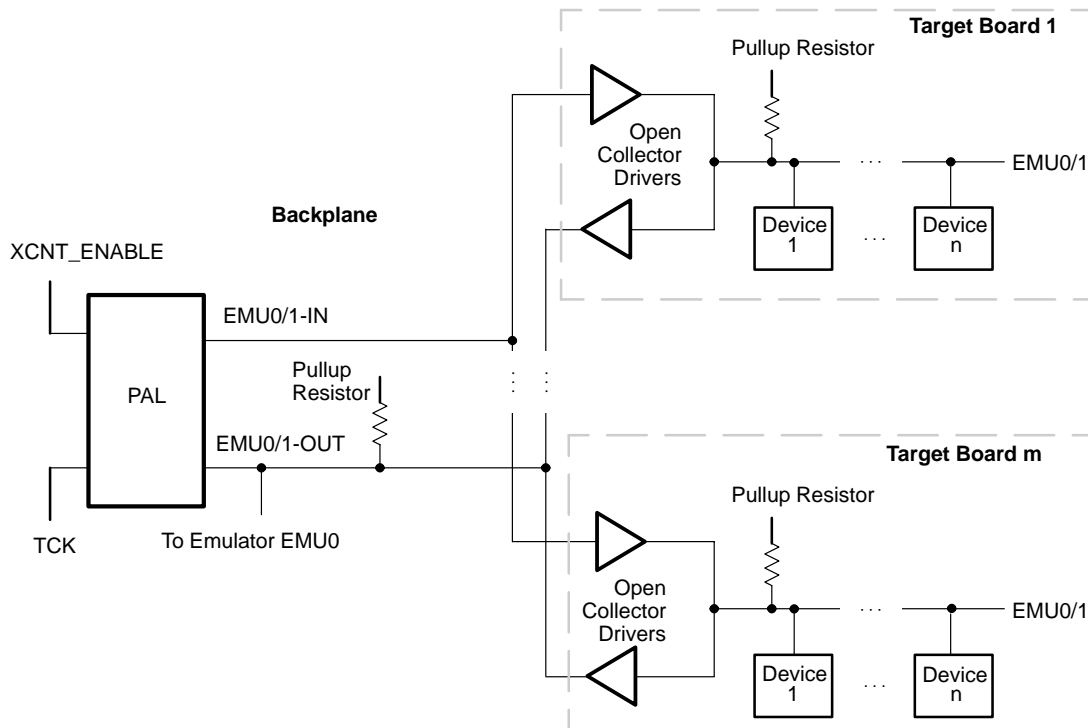 Target Board 1
Pullup Resistor
Open
Collector
Drivers
. . .
EMU0/1
Device
1
. . .
Device
n
Backplane
XCNT_ENABLE
EMU0/1-IN
PAL
Pullup
Resistor
. . .
. . .
EMU0/1-OUT
TCK
To Emulator EMU0
Target Board m
Pullup Resistor
Open
Collector
Drivers
. . .
EMU0/1
Device
1
. . .
Device
n